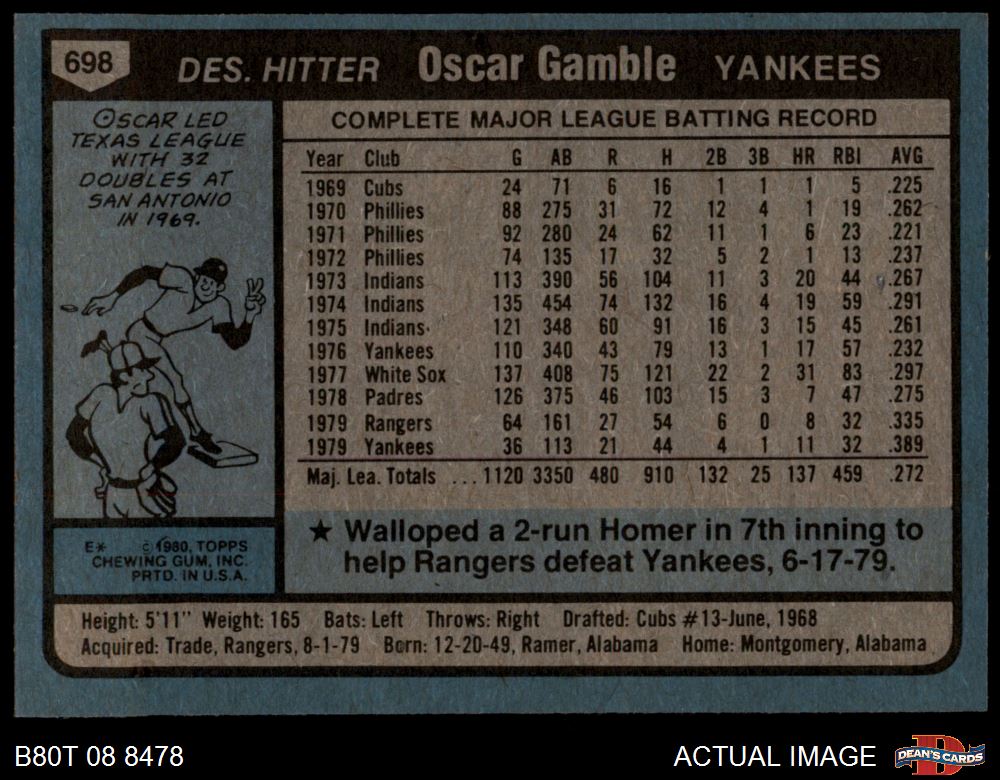 698 DES. HITTER Oscar Gamble YANKEES
OSCAR LED
TEXAS LEAGUE
WITH 32
DOUBLES AT
SAN ANTONIO
IN 1969.
COMPLETE MAJOR LEAGUE BATTING RECORD
Year Club G AB R H 2B 3B HR RBI AVG
1969 Cubs 24 71 6 16 1 1 1 5 .225
1970 Phillies 88 275 31 72 12 4 1 19 .262
1971 Phillies 92 280 24 62 11 1 6 23 .221
1972 Phillies 74 135 17 32 5 2 1 13 .237
1973 Indians 113 390 56 104 11 3 20 44 .267
1974 Indians 135 454 74 132 16 4 19 59 .291
1975 Indians 121 348 60 91 16 3 15 45 .261
1976 Yankees 110 340 43 79 13 1 17 57 .232
1977 White Sox 137 408 75 121 22 2 31 83 .297
1978 Padres 126 375 46 103 15 3 7 47 .275
1979 Rangers 64 161 27 54 6 0 8 32 .335
1979 Yankees 36 113 21 44 4 1 11 32 .389
Maj. Lea. Totals ... 1120 3350 480 910 132 25 137 459 .272
★ Walloped a 2-run Homer in 7th inning to
help Rangers defeat Yankees, 6-17-79.
E* © 1980, TOPPS
CHEWING GUM, INC.
PRTD. IN U.S.A.
Height: 5'11" Weight: 165 Bats: Left Throws: Right Drafted: Cubs #13-June, 1968
Acquired: Trade, Rangers, 8-1-79 Born: 12-20-49, Ramer, Alabama Home: Montgomery, Alabama
B80T 08 8478
ACTUAL IMAGE
D
DEAN'S CARDS